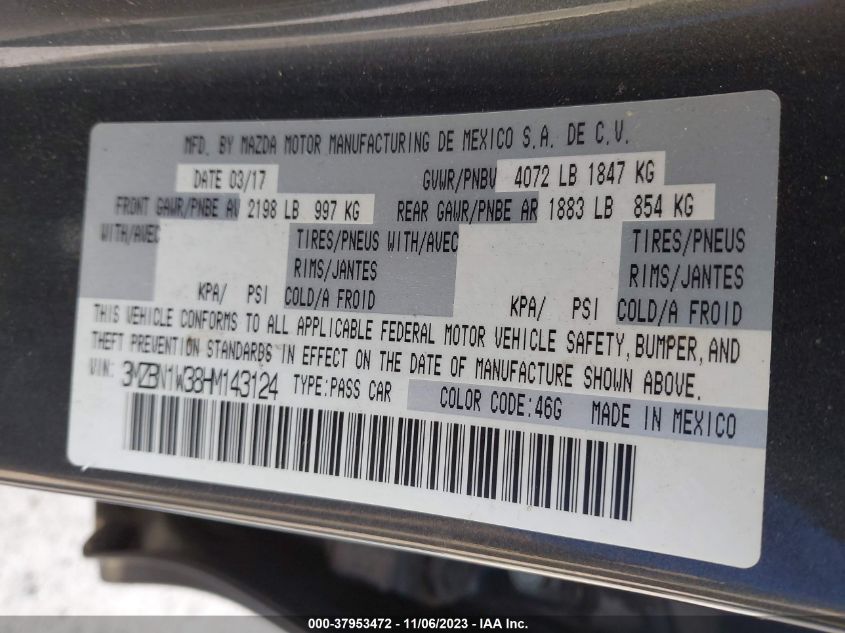 MFD. BY MAZDA MOTOR MANUFACTURING DE MEXICO S.A. DE C.V.
DATE 03/17 GVWR/PNBV 4072 LB 1847 KG
FRONT GAWR/PNBE AV 2198 LB 997 KG REAR GAWR/PNBE AR 1883 LB 854 KG
WITH/AVEC TIRES/PNEUS WITH/AVEC TIRES/PNEUS
RIMS/JANTES RIMS/JANTES
KPA/ PSI COLD/A FROID KPA/ PSI COLD/A FROID
THIS VEHICLE CONFORMS TO ALL APPLICABLE FEDERAL MOTOR VEHICLE SAFETY, BUMPER, AND
THEFT PREVENTION STANDARDS IN EFFECT ON THE DATE OF MANUFACTURE SHOWN ABOVE.
VIN: 3MZBN1W38HM143124 TYPE:PASS CAR COLOR CODE:46G MADE IN MEXICO
000-37953472 - 11/06/2023 - IAA Inc.